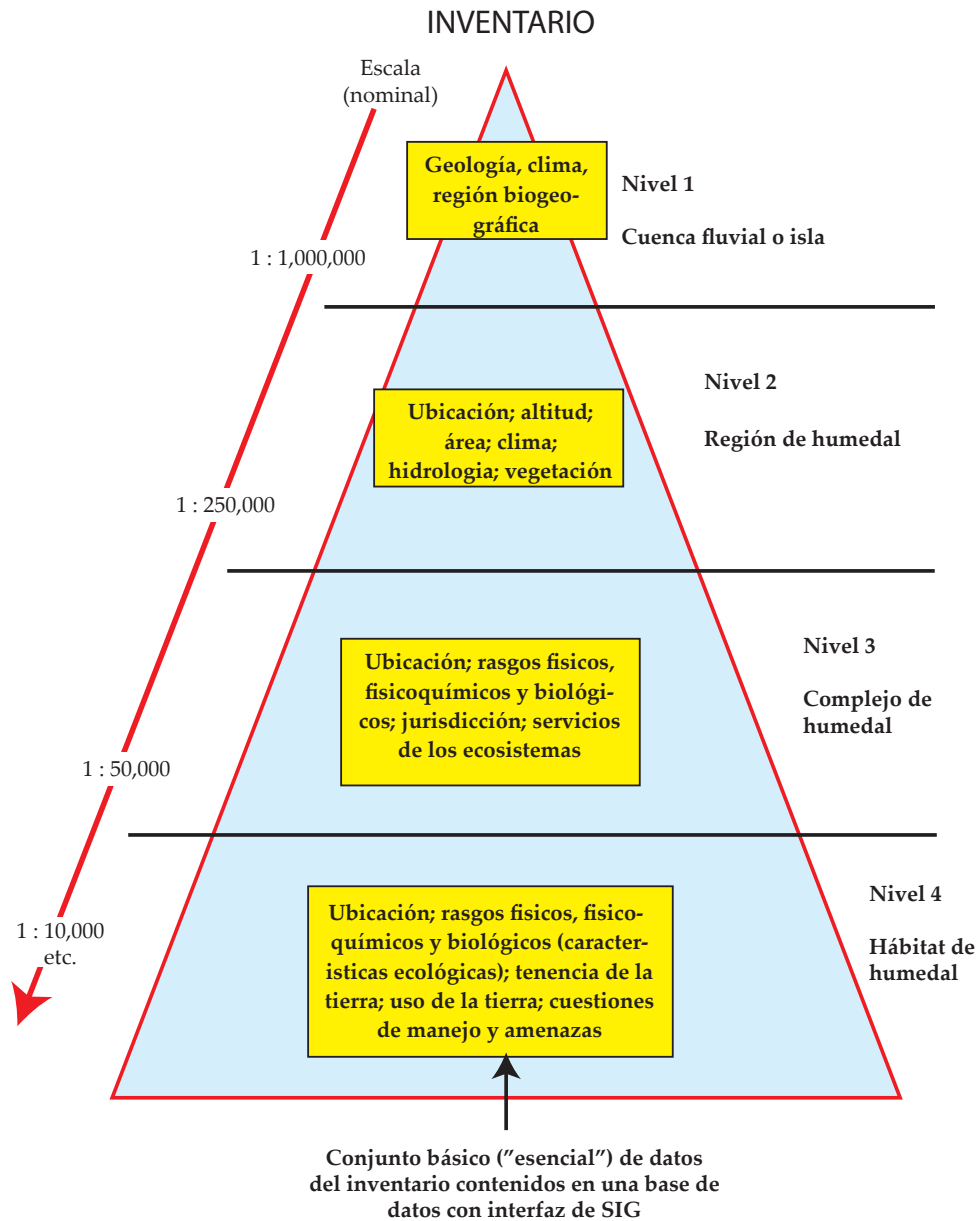 INVENTARIO
Escala
(nominal)
Geología, clima,
región biogeo-
gráfica
Nivel 1
Cuenca fluvial o isla
1 : 1,000,000
Nivel 2
Ubicación; altitud;
área; clima;
hidrologia; vegetación
Región de humedal
1 : 250,000
Nivel 3
Ubicación; rasgos fisicos,
fisicoquímicos y biológi-
cos; jurisdicción; servicios
de los ecosistemas
Complejo de
humedal
1 : 50,000
Nivel 4
Ubicación; rasgos fisicos, fisico-
químicos y biológicos (caracter-
isticas ecológicas); tenencia de la
tierra; uso de la tierra; cuestiones
de manejo y amenazas
Hábitat de
humedal
1 : 10,000
etc.
Conjunto básico (”esencial”) de datos
del inventario contenidos en una base de
datos con interfaz de SIG